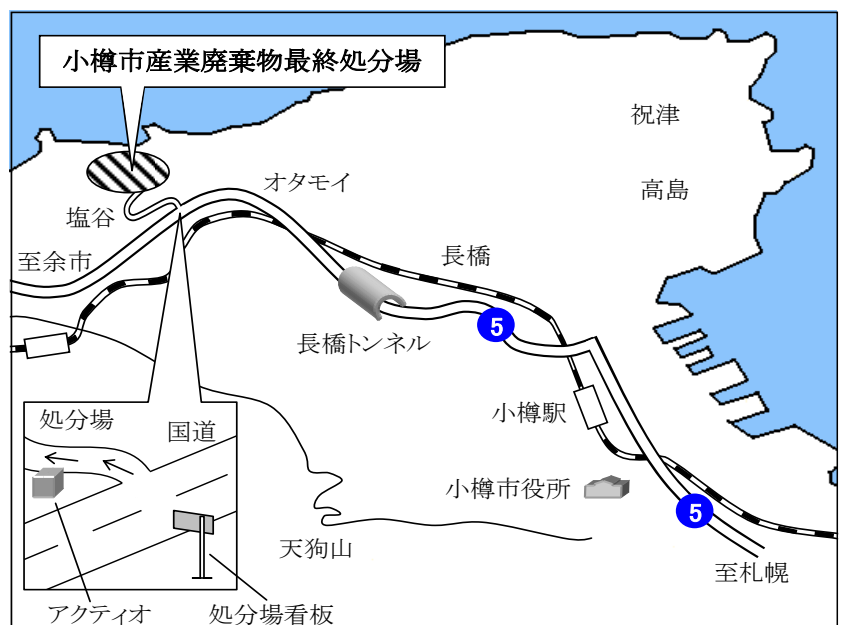 小樽市産業廃棄物最終処分場
祝津
高島
オタモイ
塩谷
至余市
長橋
5
長橋トンネル
小樽駅
処分場
国道
小樽市役所
5
天狗山
至札幌
アクティオ
処分場看板